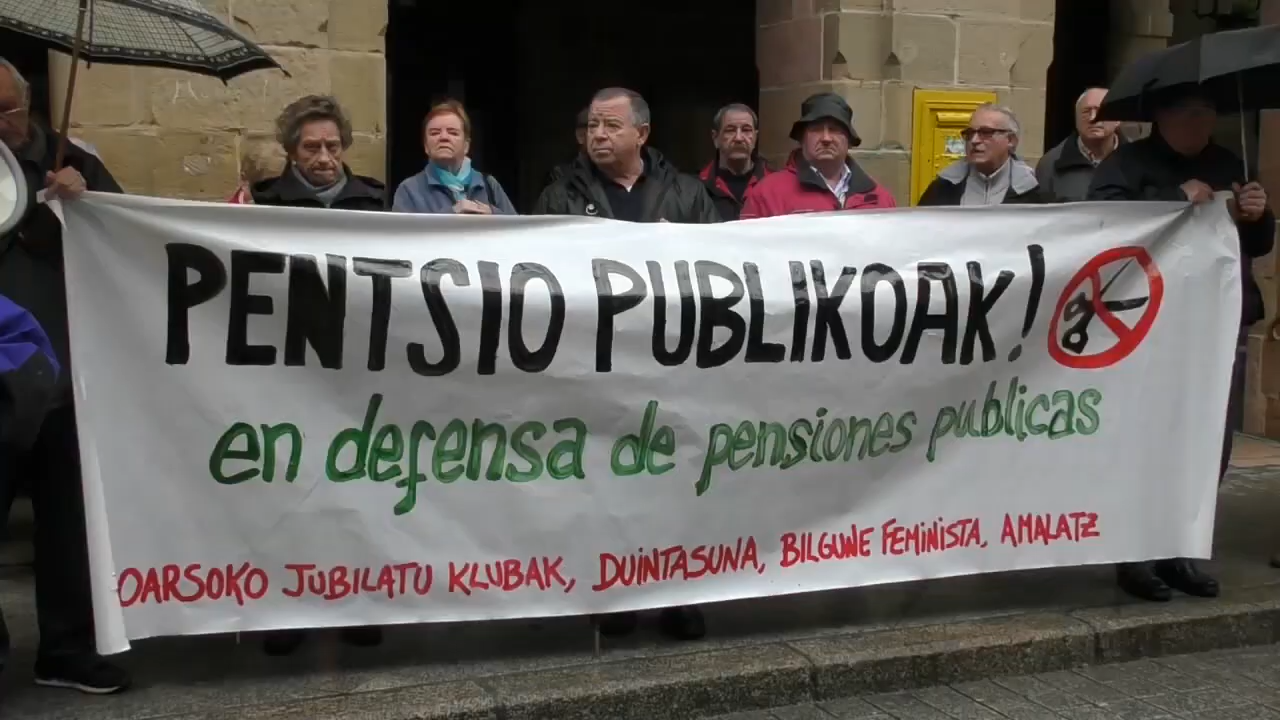 PENTSIO PUBLIKOAK!
en defensa de pensiones publicas
OARSOKO JUBILATU KLUBAK, DUINTASUNA, BILGUNE FEMINISTA, AMALATZ